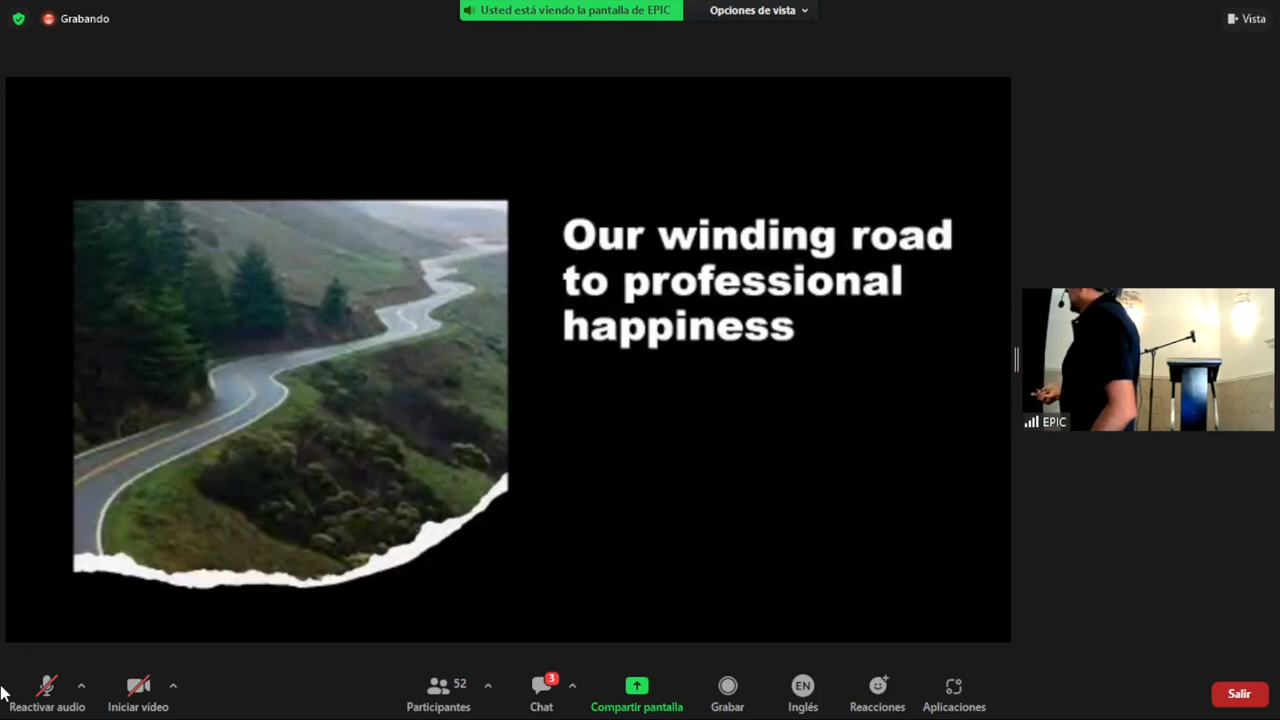 Grabando
Usted está viendo la pantalla de EPIC
Opciones de vista
Vista
Our winding road
to professional
happiness
EPIC
Reactivar audio
Iniciar vídeo
Participantes
52
Chat
3
Compartir pantalla
Grabar
EN
Inglés
Reacciones
Aplicaciones
Salir